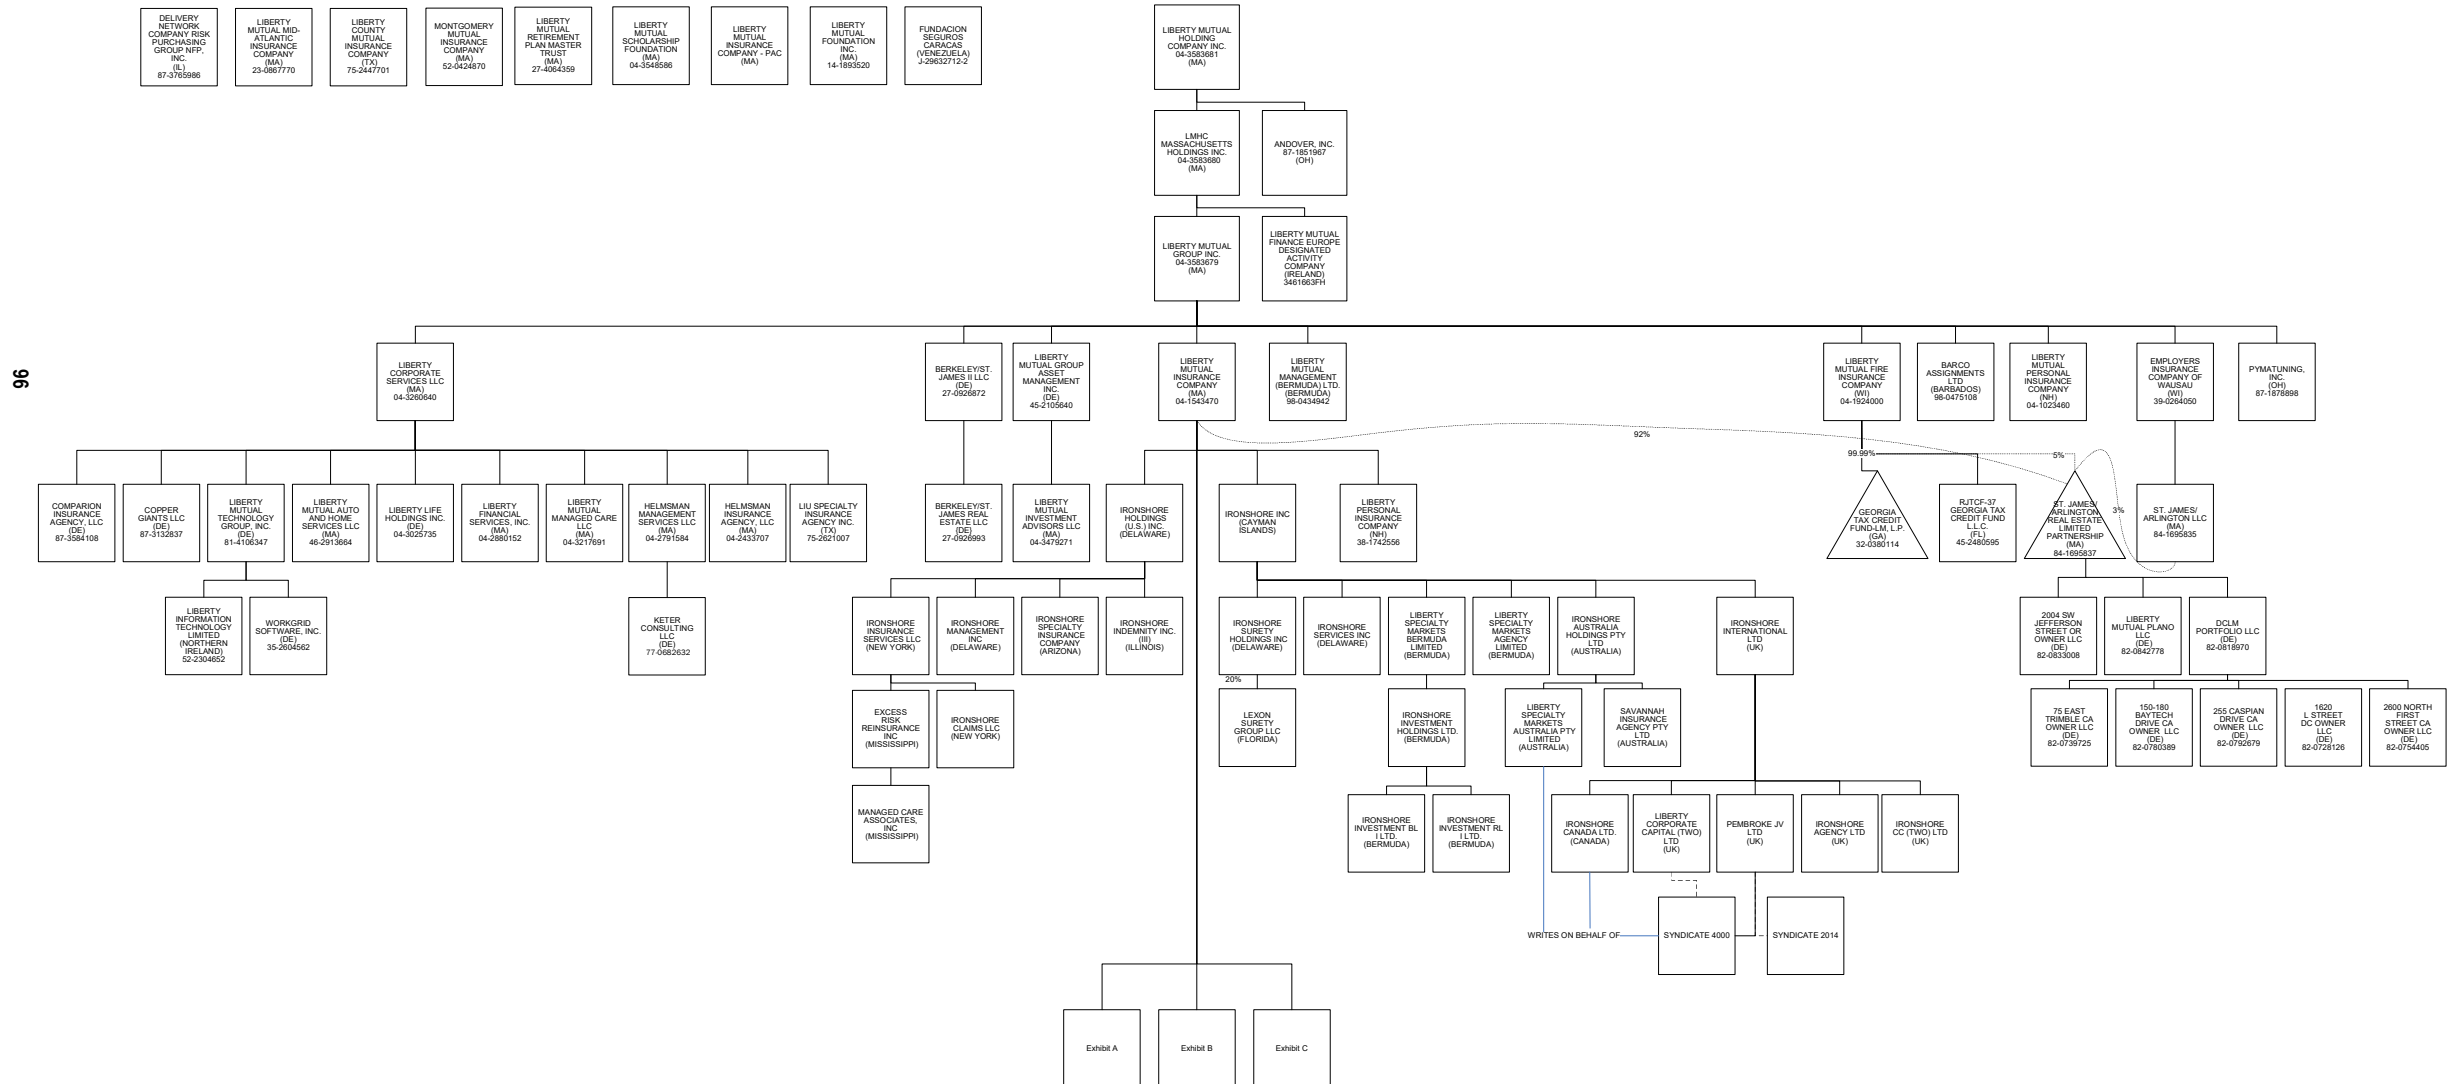 DELIVERY
NETWORK
COMPANY RISK
PURCHASING
GROUP NFP,
INC.
(IL)
87-3765986
LIBERTY
MUTUAL MID-
ATLANTIC
INSURANCE
COMPANY
(MA)
23-0867770
LIBERTY
COUNTY
MUTUAL
INSURANCE
COMPANY
(TX)
75-2447701
MONTGOMERY
MUTUAL
INSURANCE
COMPANY
(MA)
52-0424870
LIBERTY
MUTUAL
RETIREMENT
PLAN MASTER
TRUST
(MA)
27-4064359
LIBERTY
MUTUAL
SCHOLARSHIP
FOUNDATION
(MA)
04-3548586
LIBERTY
MUTUAL
INSURANCE
COMPANY - PAC
(MA)
LIBERTY
MUTUAL
FOUNDATION
INC.
(MA)
14-1893520
FUNDACION
SEGUROS
CARACAS
(VENEZUELA)
J-29632712-2
LIBERTY MUTUAL
HOLDING
COMPANY INC.
04-3583681
(MA)
LMHC
MASSACHUSETTS
HOLDINGS INC.
04-3583680
(MA)
ANDOVER, INC.
87-1851967
(OH)
LIBERTY MUTUAL
GROUP INC.
04-3583679
(MA)
LIBERTY MUTUAL
FINANCE EUROPE
DESIGNATED
ACTIVITY
COMPANY
(IRELAND)
3461663FH
96
LIBERTY
CORPORATE
SERVICES LLC
(MA)
04-3260640
BERKELEY/ST.
JAMES II LLC
(DE)
27-0926872
LIBERTY
MUTUAL GROUP
ASSET
MANAGEMENT
INC.
(DE)
45-2105640
LIBERTY
MUTUAL
INSURANCE
COMPANY
(MA)
04-1543470
LIBERTY
MUTUAL
MANAGEMENT
(BERMUDA) LTD.
(BERMUDA)
98-0434942
LIBERTY
MUTUAL FIRE
INSURANCE
COMPANY
(WI)
04-1924000
BARCO
ASSIGNMENTS
LTD
(BARBADOS)
98-0475108
LIBERTY
MUTUAL
PERSONAL
INSURANCE
COMPANY
(NH)
04-1023460
EMPLOYERS
INSURANCE
COMPANY OF
WAUSAU
(WI)
39-0264050
PYMATUNING,
INC.
(OH)
87-1878898
92%
99.99%
5%
3%
COMPARION
INSURANCE
AGENCY, LLC
(DE)
87-3584108
COPPER
GIANTS LLC
(DE)
87-3132837
LIBERTY
MUTUAL
TECHNOLOGY
GROUP, INC.
(DE)
81-4106347
LIBERTY
MUTUAL AUTO
AND HOME
SERVICES LLC
(MA)
46-2913664
LIBERTY LIFE
HOLDINGS INC.
(DE)
04-3025735
LIBERTY
FINANCIAL
SERVICES, INC.
(MA)
04-2880152
LIBERTY
MUTUAL
MANAGED CARE
LLC
(MA)
04-3217691
HELMSMAN
MANAGEMENT
SERVICES LLC
(MA)
04-2791584
HELMSMAN
INSURANCE
AGENCY, LLC
(MA)
04-2433707
LIU SPECIALTY
INSURANCE
AGENCY INC.
(TX)
75-2621007
BERKELEY/ST.
JAMES REAL
ESTATE LLC
(DE)
27-0926993
LIBERTY
MUTUAL
INVESTMENT
ADVISORS LLC
(MA)
04-3479271
IRONSHORE
HOLDINGS
(U.S.) INC.
(DELAWARE)
IRONSHORE INC
(CAYMAN
ISLANDS)
LIBERTY
PERSONAL
INSURANCE
COMPANY
(NH)
38-1742556
GEORGIA
TAX CREDIT
FUND-LM, L.P.
(GA)
32-0380114
RJTCF-37
GEORGIA TAX
CREDIT FUND
L.L.C.
(FL)
45-2480595
ST. JAMES/
ARLINGTON
REAL ESTATE
LIMITED
PARTNERSHIP
(MA)
84-1695837
ST. JAMES/
ARLINGTON LLC
(MA)
84-1695835
LIBERTY
INFORMATION
TECHNOLOGY
LIMITED
(NORTHERN
IRELAND)
52-2304652
WORKGRID
SOFTWARE, INC.
(DE)
35-2604562
KETER
CONSULTING
LLC
(DE)
77-0682632
IRONSHORE
INSURANCE
SERVICES LLC
(NEW YORK)
IRONSHORE
MANAGEMENT
INC
(DELAWARE)
IRONSHORE
SPECIALTY
INSURANCE
COMPANY
(ARIZONA)
IRONSHORE
INDEMNITY INC.
(III)
(ILLINOIS)
IRONSHORE
SURETY
HOLDINGS INC
(DELAWARE)
IRONSHORE
SERVICES INC
(DELAWARE)
LIBERTY
SPECIALTY
MARKETS
BERMUDA
LIMITED
(BERMUDA)
LIBERTY
SPECIALTY
MARKETS
AGENCY
LIMITED
(BERMUDA)
IRONSHORE
AUSTRALIA
HOLDINGS PTY
LTD
(AUSTRALIA)
IRONSHORE
INTERNATIONAL
LTD
(UK)
2004 SW
JEFFERSON
STREET OR
OWNER LLC
(DE)
82-0833008
LIBERTY
MUTUAL PLANO
LLC
(DE)
82-0842778
DCLM
PORTFOLIO LLC
(DE)
82-0818970
20%
EXCESS
RISK
REINSURANCE
INC
(MISSISSIPPI)
IRONSHORE
CLAIMS LLC
(NEW YORK)
LEXON
SURETY
GROUP LLC
(FLORIDA)
IRONSHORE
INVESTMENT
HOLDINGS LTD.
(BERMUDA)
LIBERTY
SPECIALTY
MARKETS
AUSTRALIA PTY
LIMITED
(AUSTRALIA)
SAVANNAH
INSURANCE
AGENCY PTY
LTD
(AUSTRALIA)
75 EAST
TRIMBLE CA
OWNER LLC
(DE)
82-0739725
150-180
BAYTECH
DRIVE CA
OWNER LLC
(DE)
82-0780389
255 CASPIAN
DRIVE CA
OWNER LLC
(DE)
82-0792679
1620
L STREET
DC OWNER
LLC
(DE)
82-0728126
2600 NORTH
FIRST
STREET CA
OWNER LLC
(DE)
82-0754405
MANAGED CARE
ASSOCIATES,
INC
(MISSISSIPPI)
IRONSHORE
INVESTMENT BL
I LTD.
(BERMUDA)
IRONSHORE
INVESTMENT RL
I LTD.
(BERMUDA)
IRONSHORE
CANADA LTD.
(CANADA)
LIBERTY
CORPORATE
CAPITAL (TWO)
LTD
(UK)
PEMBROKE JV
LTD
(UK)
IRONSHORE
AGENCY LTD
(UK)
IRONSHORE
CC (TWO) LTD
(UK)
WRITES ON BEHALF OF
SYNDICATE 4000
SYNDICATE 2014
Exhibit A
Exhibit B
Exhibit C